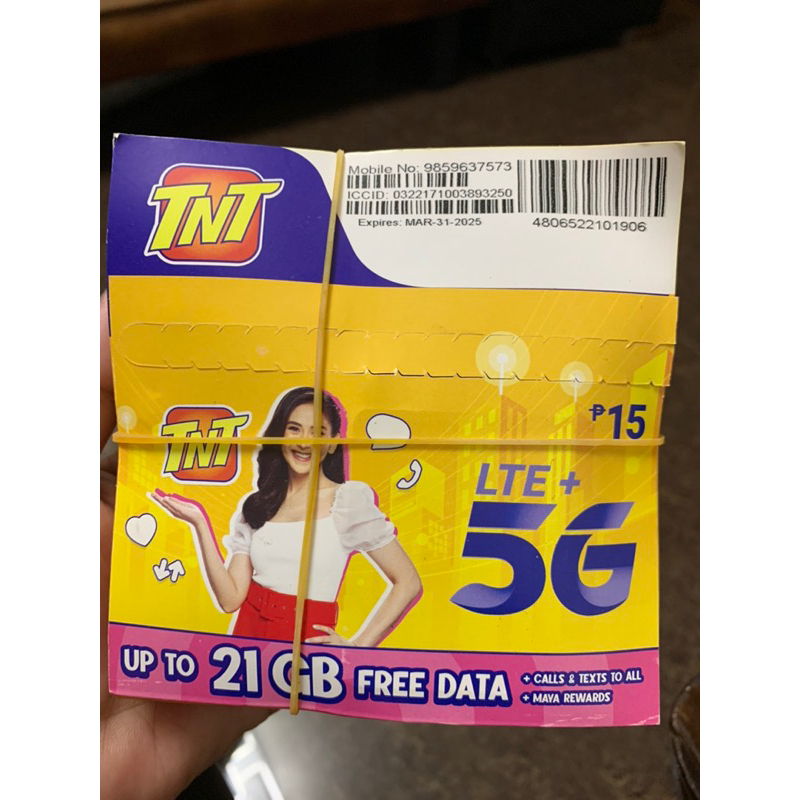 TNT
Mobile No: 9859637573
ICCID: 0322171003893250
Expires: MAR-31-2025
4806522101906
TNT
₱15
LTE +
5G
UP TO 21 GB FREE DATA
+ CALLS & TEXTS TO ALL
+ MAYA REWARDS